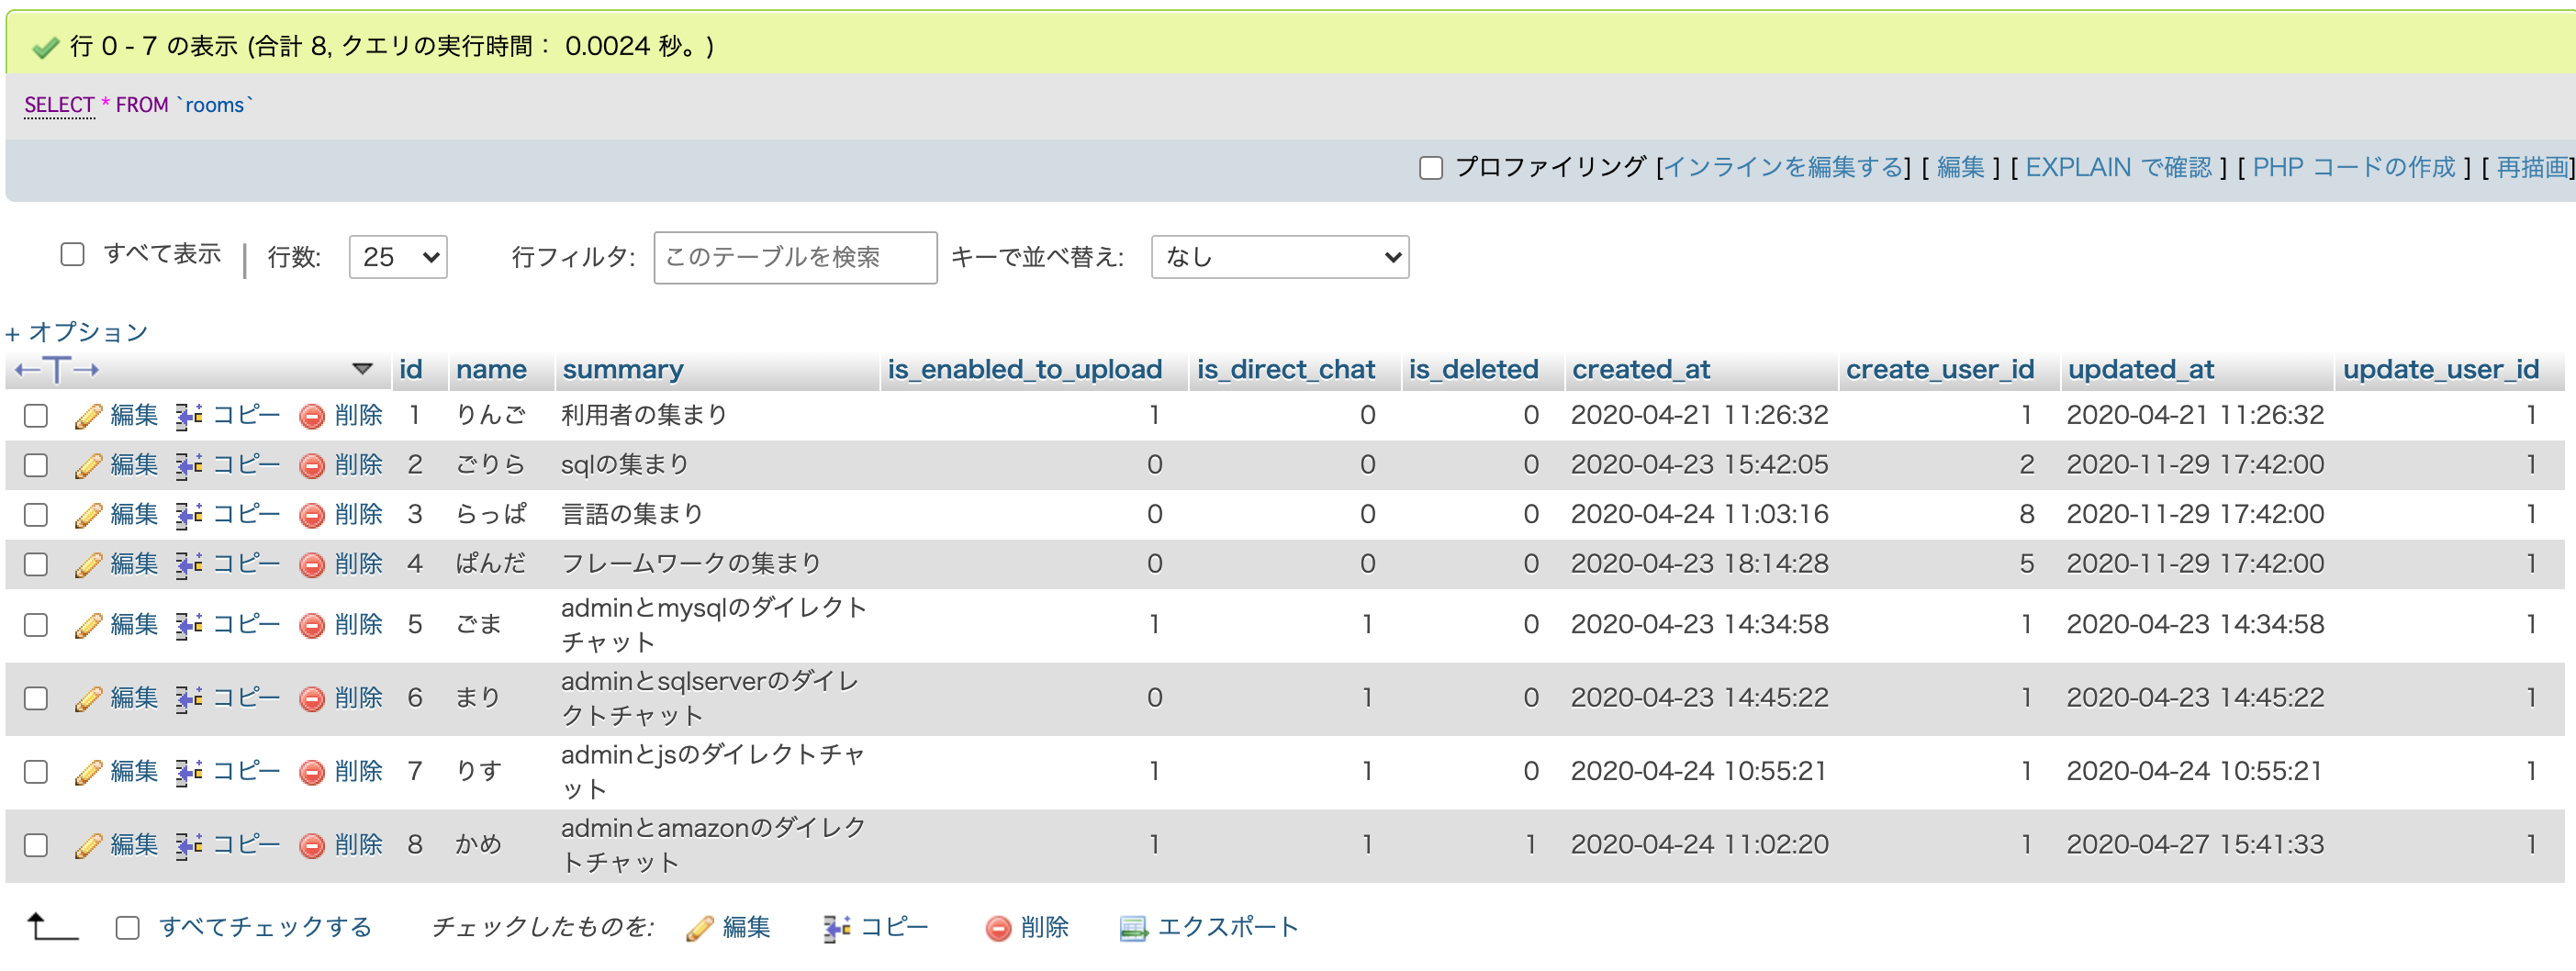 行 0 - 7 の表示 (合計 8, クエリの実行時間： 0.0024 秒。)
SELECT * FROM `rooms`
プロファイリング [インラインを編集する] [ 編集 ] [ EXPLAIN で確認 ] [ PHP コードの作成 ] [ 再描画]
すべて表示 行数: 25 行フィルタ: このテーブルを検索 キーで並べ替え: なし
+ オプション
←T→ id name summary is_enabled_to_upload is_direct_chat is_deleted created_at create_user_id updated_at update_user_id
編集 コピー 削除 1 りんご 利用者の集まり 1 0 0 2020-04-21 11:26:32 1 2020-04-21 11:26:32 1
編集 コピー 削除 2 ごりら sqlの集まり 0 0 0 2020-04-23 15:42:05 2 2020-11-29 17:42:00 1
編集 コピー 削除 3 らっぱ 言語の集まり 0 0 0 2020-04-24 11:03:16 8 2020-11-29 17:42:00 1
編集 コピー 削除 4 ぱんだ フレームワークの集まり 0 0 0 2020-04-23 18:14:28 5 2020-11-29 17:42:00 1
編集 コピー 削除 5 ごま adminとmysqlのダイレクト 1 1 0 2020-04-23 14:34:58 1 2020-04-23 14:34:58 1
チャット
編集 コピー 削除 6 まり adminとsqlserverのダイレ 0 1 0 2020-04-23 14:45:22 1 2020-04-23 14:45:22 1
クトチャット
編集 コピー 削除 7 りす adminとjsのダイレクトチャ 1 1 0 2020-04-24 10:55:21 1 2020-04-24 10:55:21 1
ット
編集 コピー 削除 8 かめ adminとamazonのダイレク 1 1 1 2020-04-24 11:02:20 1 2020-04-27 15:41:33 1
トチャット
すべてチェックする チェックしたものを: 編集 コピー 削除 エクスポート